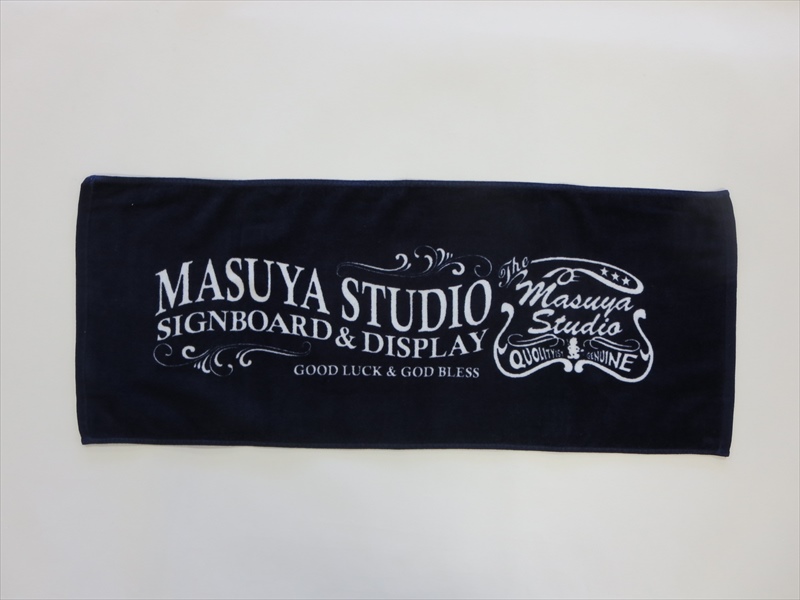 MASUYA STUDIO
SIGNBOARD & DISPLAY
GOOD LUCK & GOD BLESS
The
Masuya
Studio
QUOLITY GENUINE